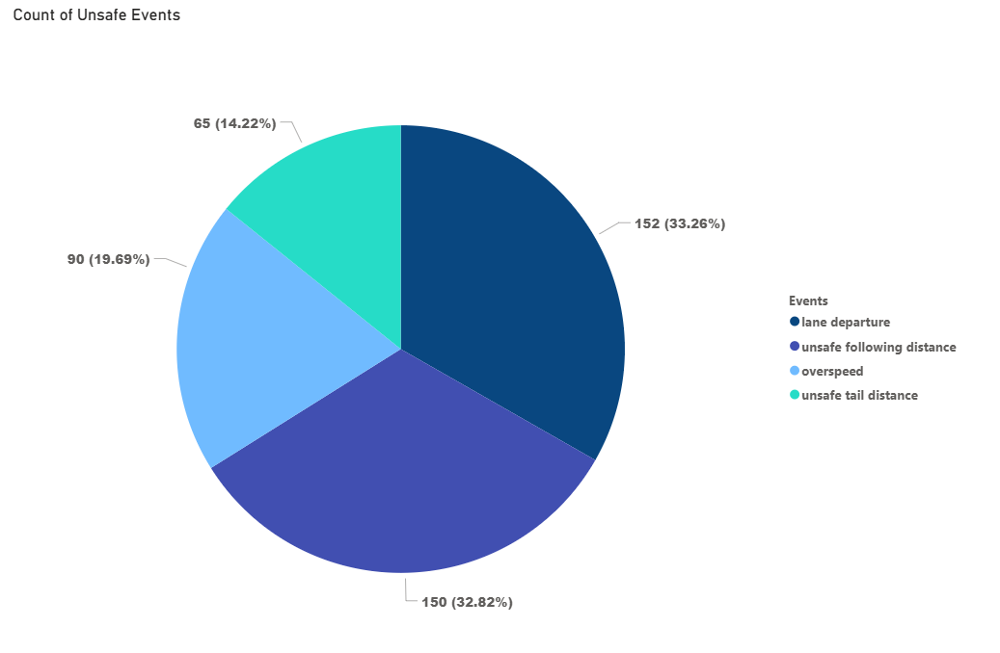 Count of Unsafe Events
65 (14.22%)
152 (33.26%)
90 (19.69%)
150 (32.82%)
Events
lane departure
unsafe following distance
overspeed
unsafe tail distance